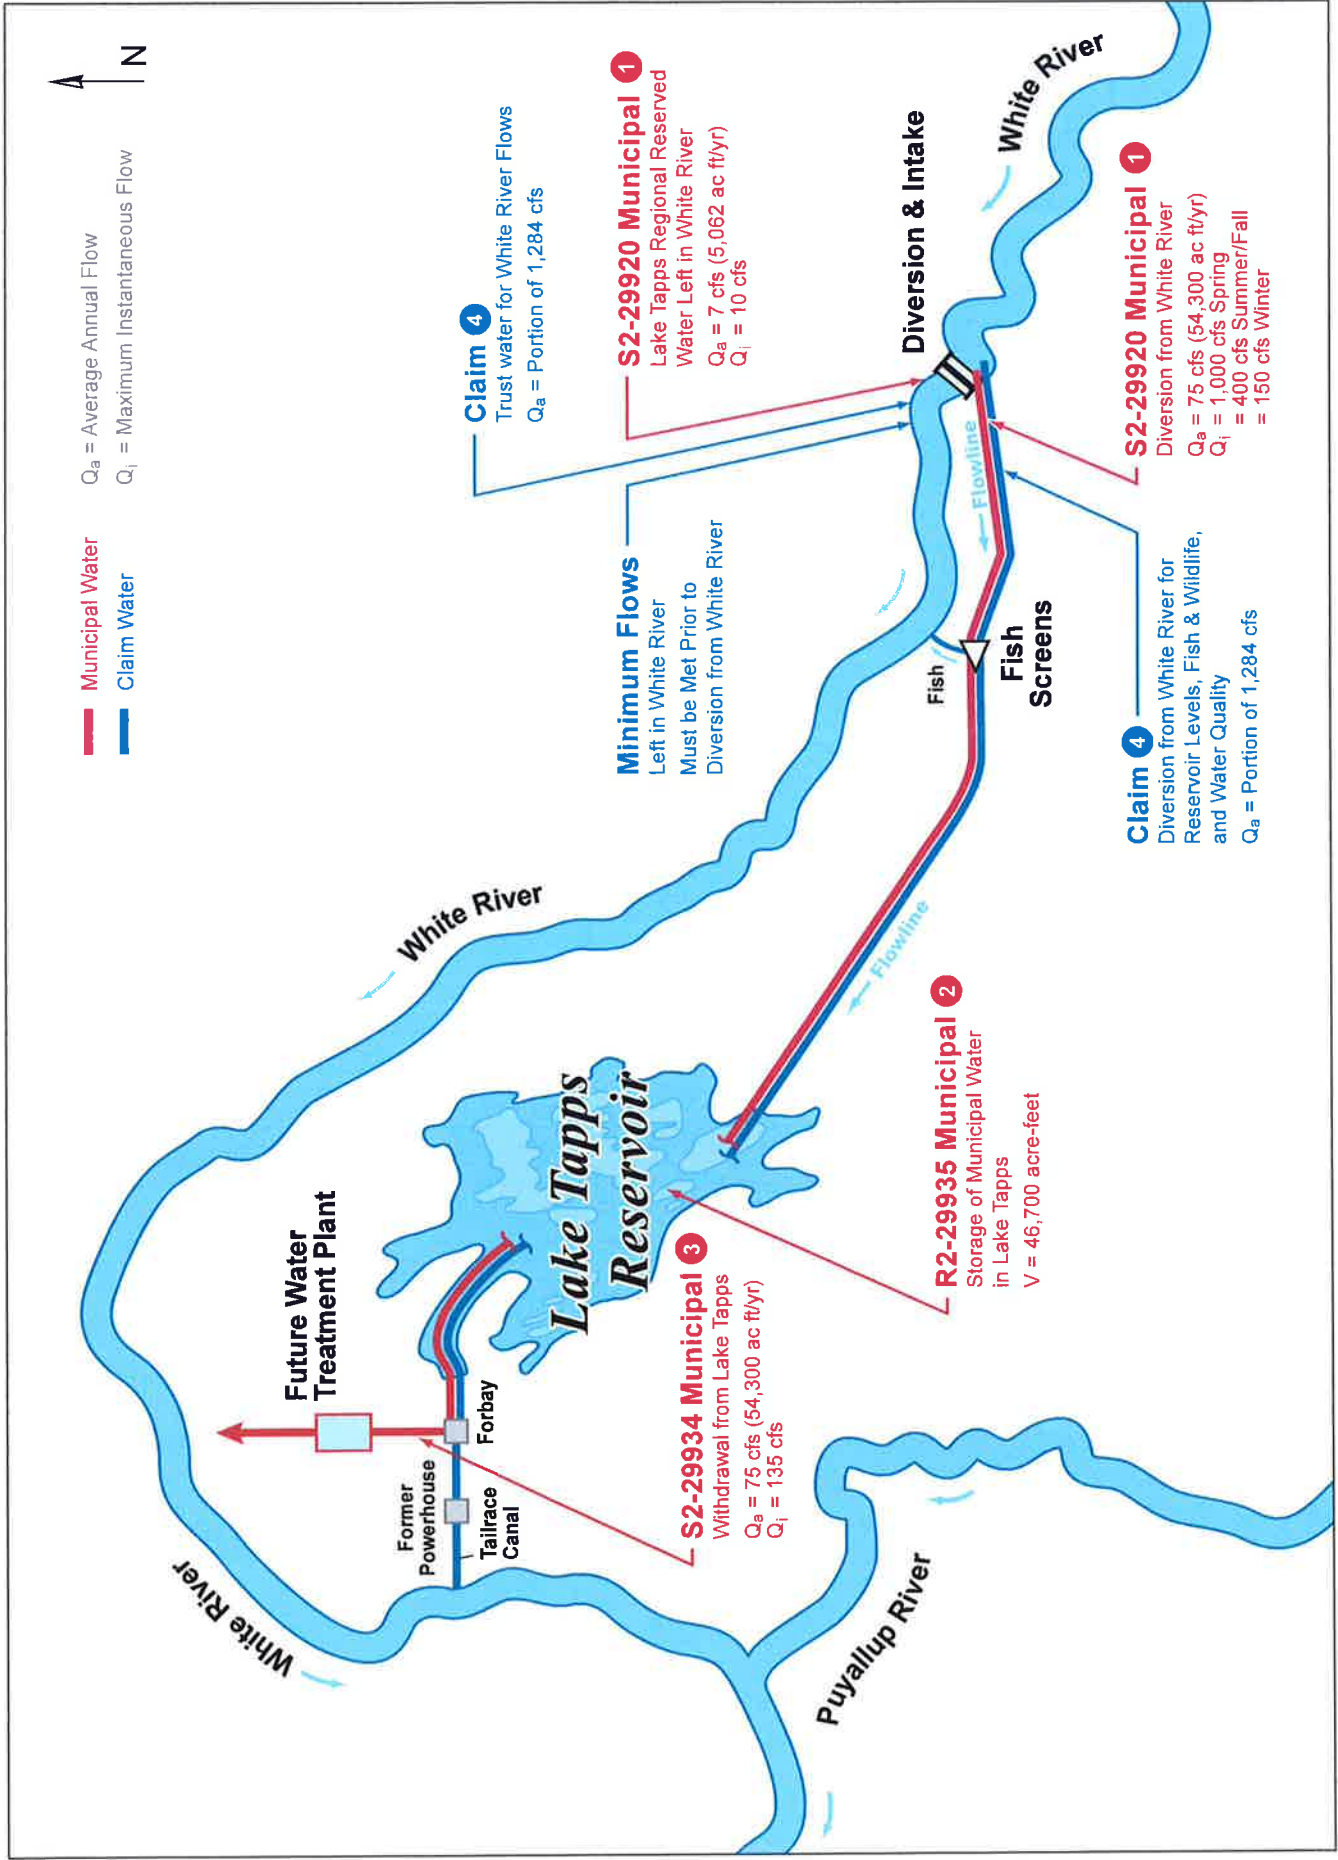 Municipal Water
Claim Water
Qa = Average Annual Flow
Qi = Maximum Instantaneous Flow
N
Claim 4
Trust water for White River Flows
Qa = Portion of 1,284 cfs
S2-29920 Municipal 1
Lake Tapps Regional Reserved
Water Left in White River
Qa = 7 cfs (5,062 ac ft/yr)
Qi = 10 cfs
Minimum Flows
Left in White River
Must be Met Prior to
Diversion from White River
Future Water
Treatment Plant
White River
White River
White River
Former
Powerhouse
Tailrace
Canal
Forbay
Lake Tapps
Reservoir
Diversion & Intake
Flowline
Fish
Fish
Screens
Flowline
S2-29934 Municipal 3
Withdrawal from Lake Tapps
Qa = 75 cfs (54,300 ac ft/yr)
Qi = 135 cfs
R2-29935 Municipal 2
Storage of Municipal Water
in Lake Tapps
V = 46,700 acre-feet
Claim 4
Diversion from White River for
Reservoir Levels, Fish & Wildlife,
and Water Quality
Qa = Portion of 1,284 cfs
S2-29920 Municipal 1
Diversion from White River
Qa = 75 cfs (54,300 ac ft/yr)
Qi = 1,000 cfs Spring
= 400 cfs Summer/Fall
= 150 cfs Winter
Puyallup River